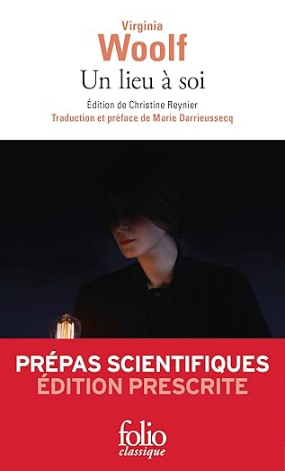 Virginia
Woolf
Un lieu à soi
Édition de Christine Reynier
Traduction et préface de Marie Darrieussecq
PRÉPAS SCIENTIFIQUES
ÉDITION PRESCRITE
folio
classique